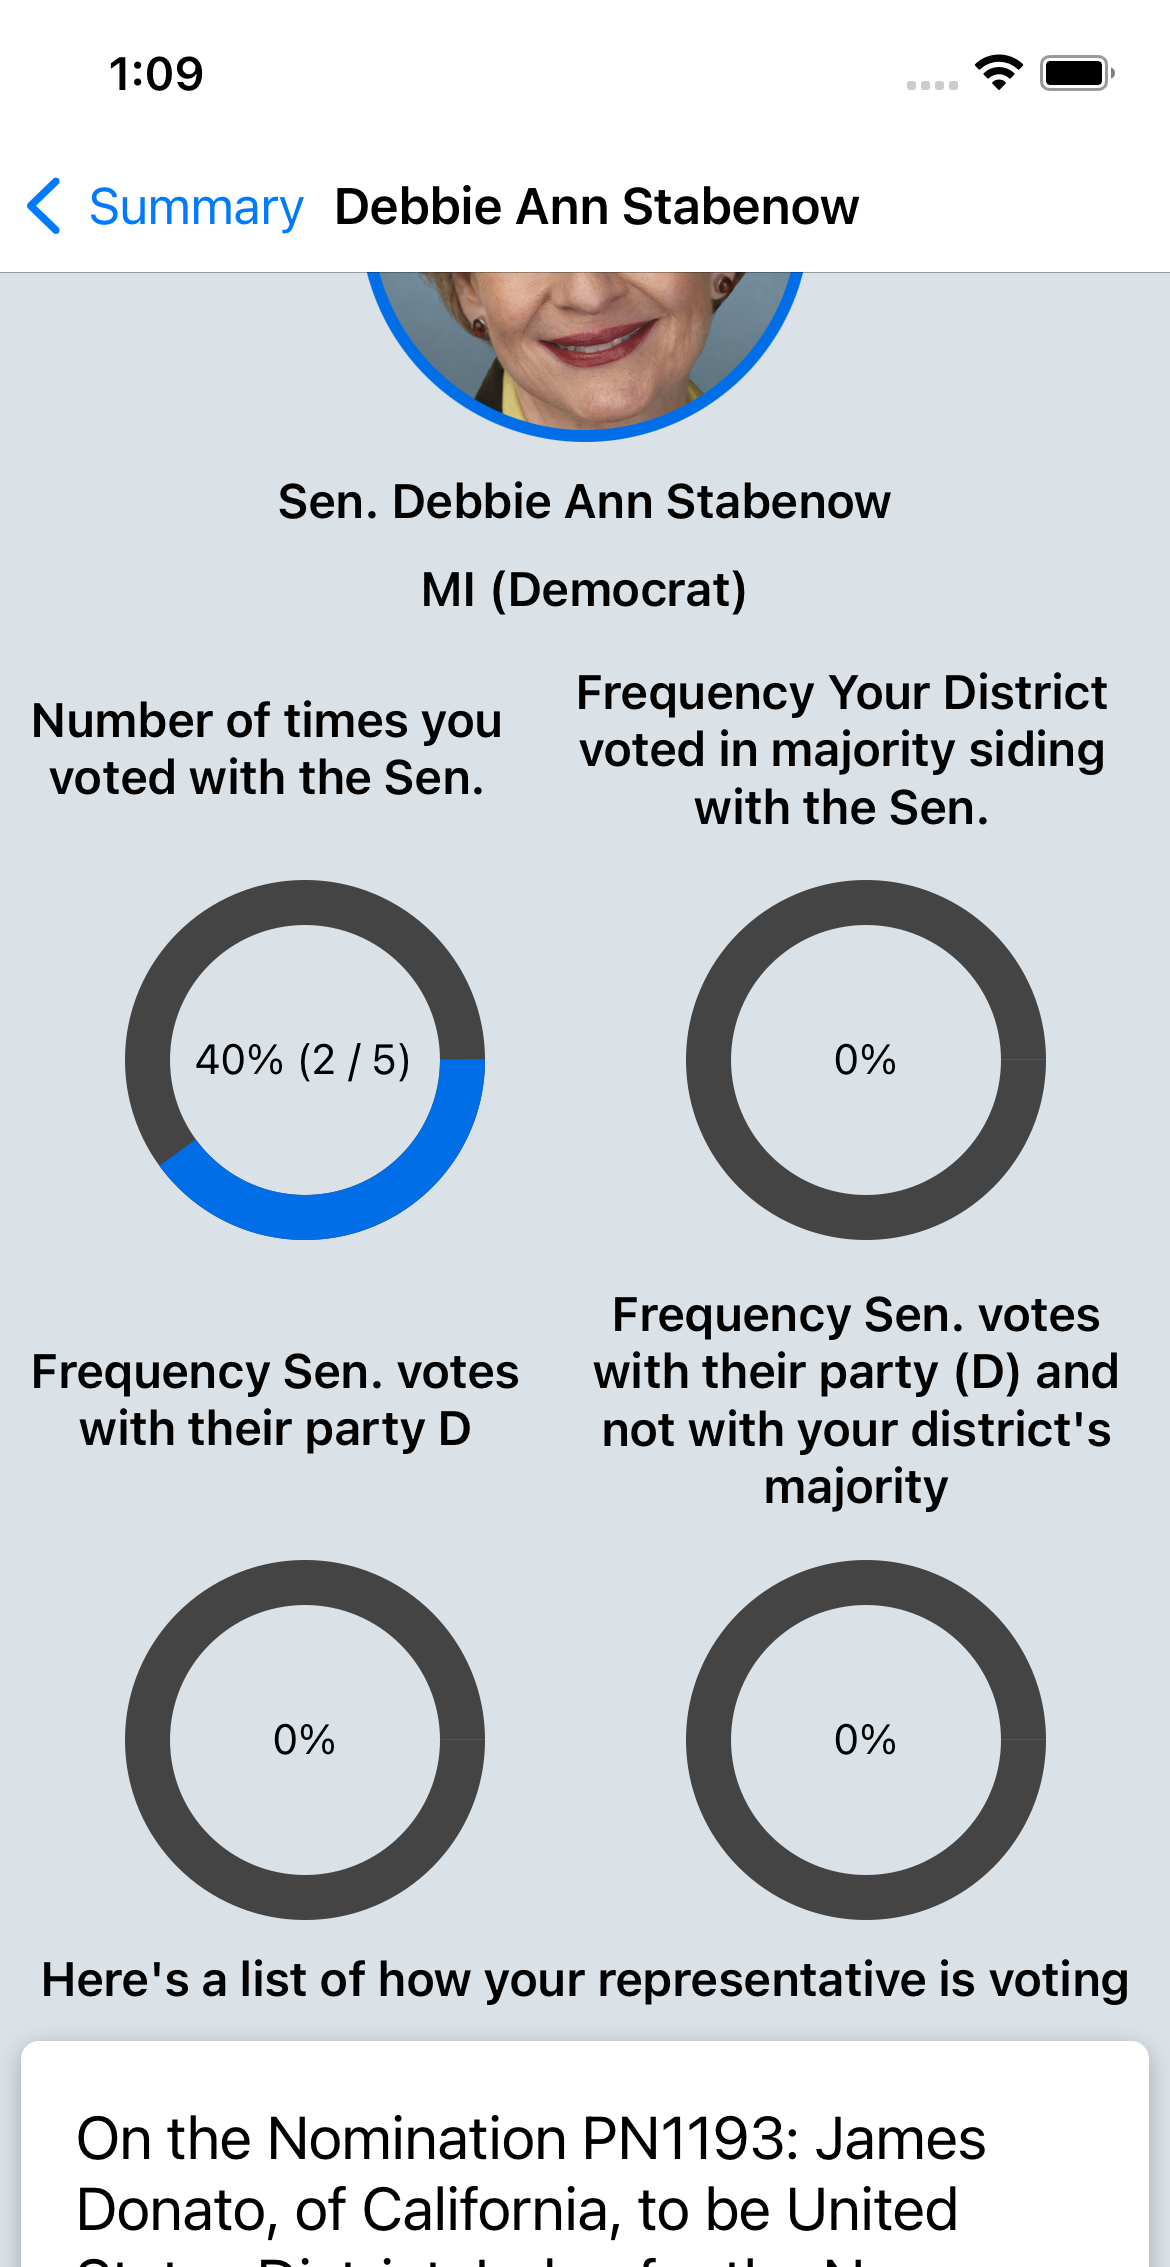 1:09
Summary Debbie Ann Stabenow
Sen. Debbie Ann Stabenow
MI (Democrat)
Number of times you
voted with the Sen.
Frequency Your District
voted in majority siding
with the Sen.
40% (2 / 5)
0%
Frequency Sen. votes
with their party D
Frequency Sen. votes
with their party (D) and
not with your district's
majority
0%
0%
Here's a list of how your representative is voting
On the Nomination PN1193: James
Donato, of California, to be United